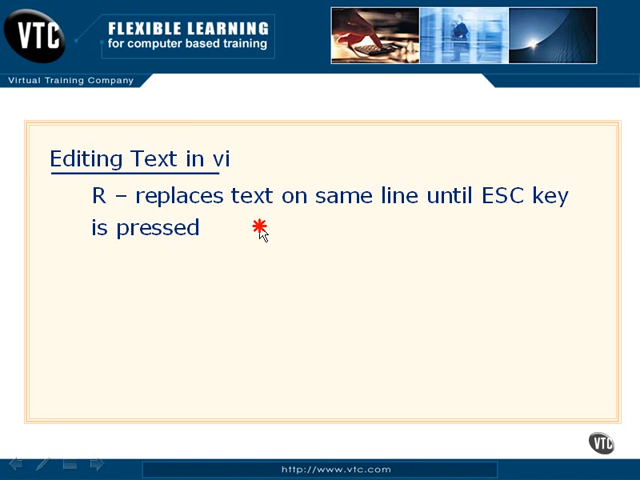 VTC
FLEXIBLE LEARNING
for computer based training
Virtual Training Company
Editing Text in vi
R – replaces text on same line until ESC key
is pressed
VTC
http://www.vtc.com